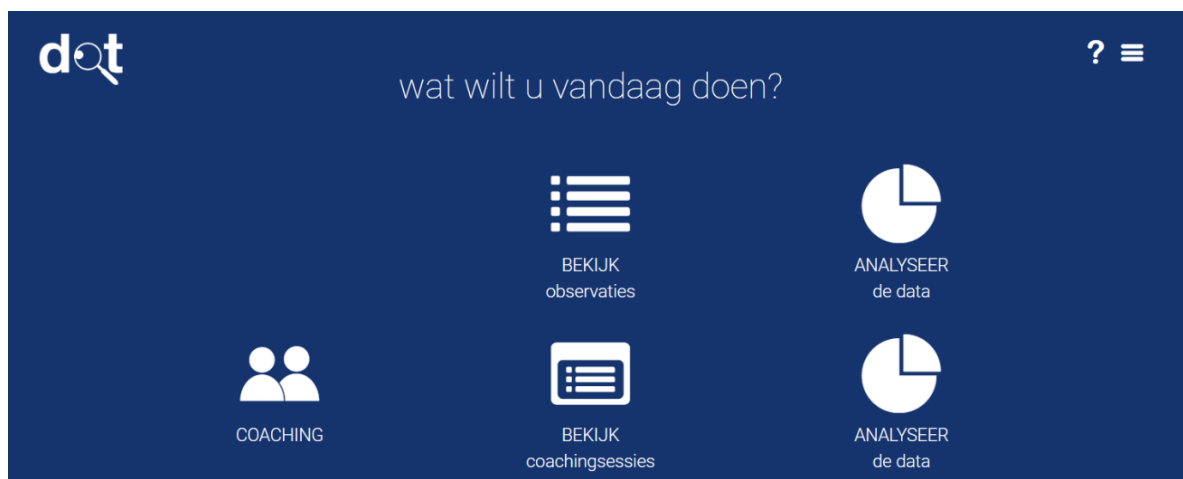 dot
?
wat wilt u vandaag doen?
BEKIJK
observaties
ANALYSEER
de data
COACHING
BEKIJK
coachingsessies
ANALYSEER
de data